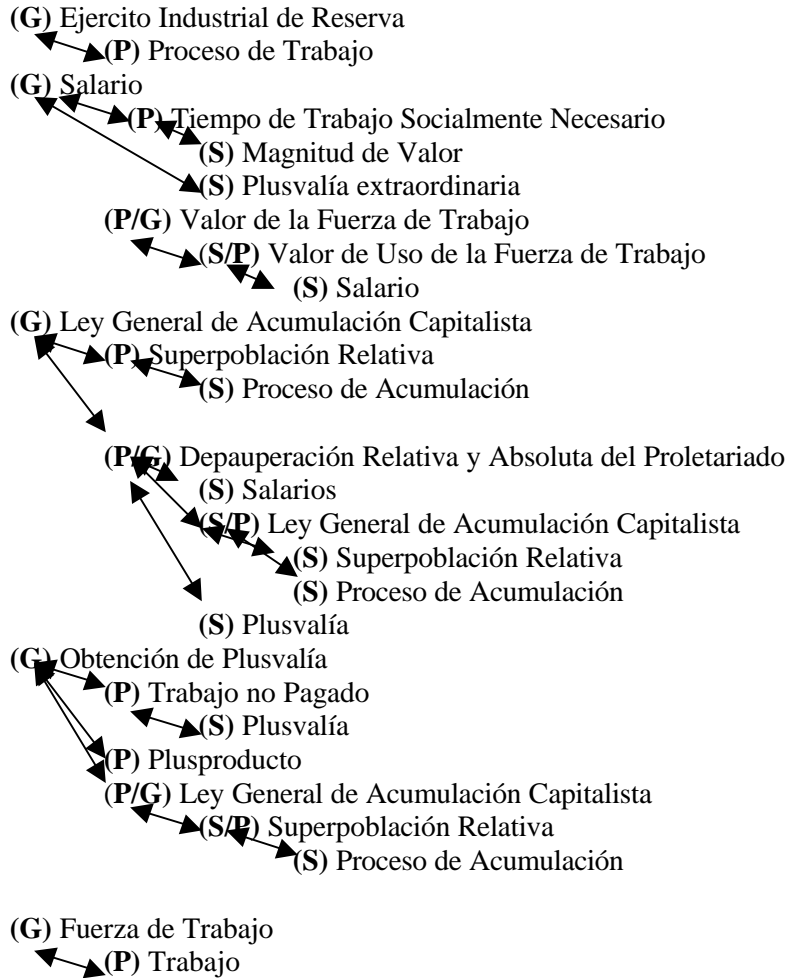 (G) Ejercito Industrial de Reserva
(P) Proceso de Trabajo
(G) Salario
(P) Tiempo de Trabajo Socialmente Necesario
(S) Magnitud de Valor
(S) Plusvalía extraordinaria
(P/G) Valor de la Fuerza de Trabajo
(S/P) Valor de Uso de la Fuerza de Trabajo
(S) Salario
(G) Ley General de Acumulación Capitalista
(P) Superpoblación Relativa
(S) Proceso de Acumulación
(P/G) Depauperación Relativa y Absoluta del Proletariado
(S) Salarios
(S/P) Ley General de Acumulación Capitalista
(S) Superpoblación Relativa
(S) Proceso de Acumulación
(S) Plusvalía
(G) Obtención de Plusvalía
(P) Trabajo no Pagado
(S) Plusvalía
(P) Plusproducto
(P/G) Ley General de Acumulación Capitalista
(S/P) Superpoblación Relativa
(S) Proceso de Acumulación
(G) Fuerza de Trabajo
(P) Trabajo